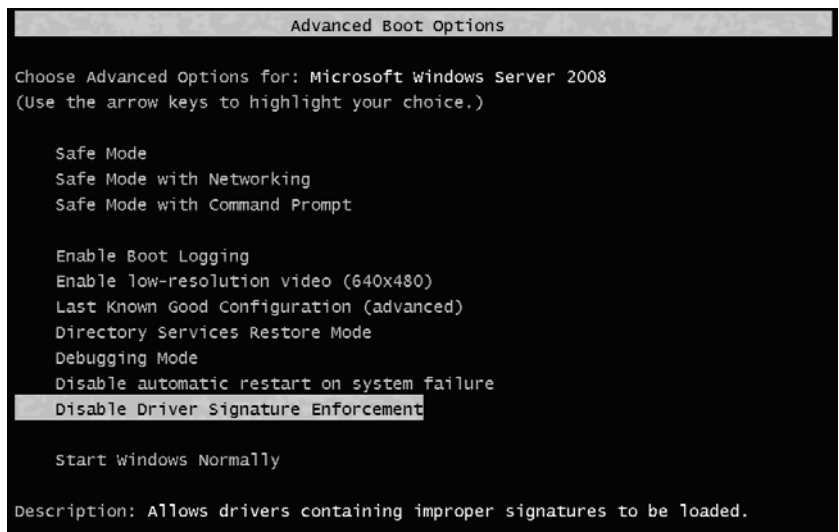 Advanced Boot Options
Choose Advanced Options for: Microsoft Windows Server 2008
(Use the arrow keys to highlight your choice.)
Safe Mode
Safe Mode with Networking
Safe Mode with Command Prompt
Enable Boot Logging
Enable low-resolution video (640x480)
Last Known Good Configuration (advanced)
Directory Services Restore Mode
Debugging Mode
Disable automatic restart on system failure
Disable Driver Signature Enforcement
Start Windows Normally
Description: Allows drivers containing improper signatures to be loaded.